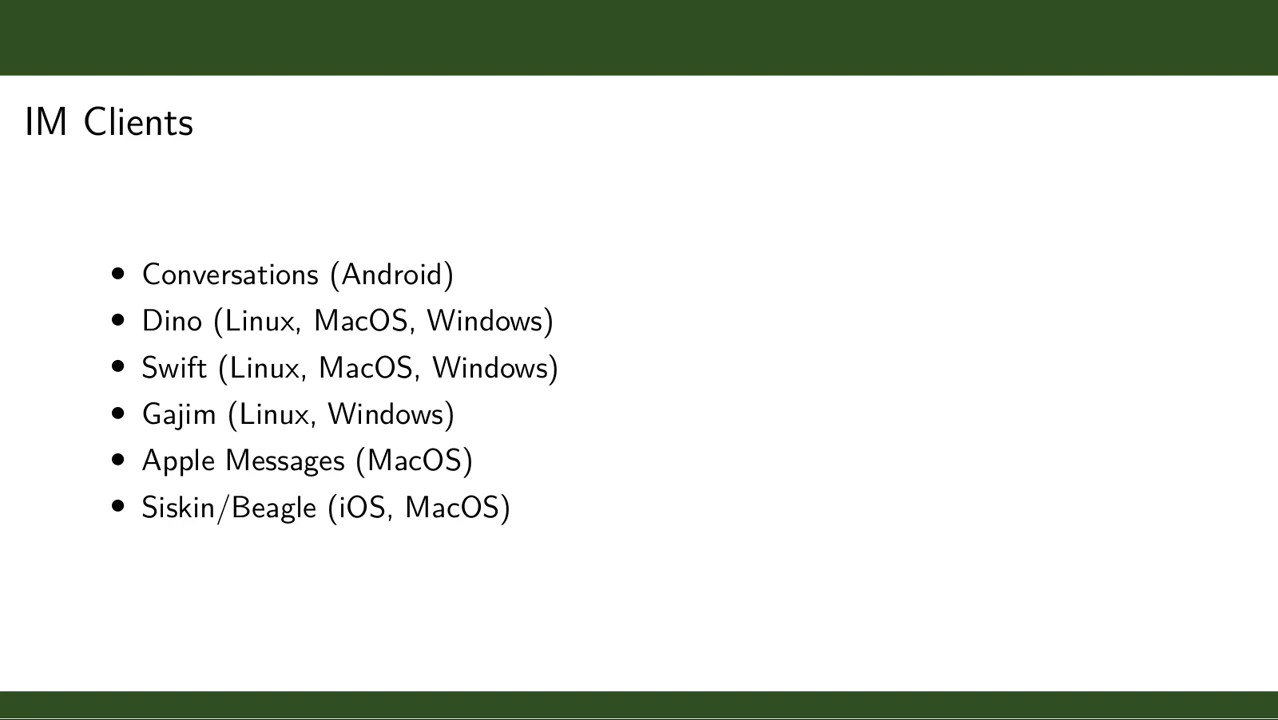 IM Clients
• Conversations (Android)
• Dino (Linux, MacOS, Windows)
• Swift (Linux, MacOS, Windows)
• Gajim (Linux, Windows)
• Apple Messages (MacOS)
• Siskin/Beagle (iOS, MacOS)